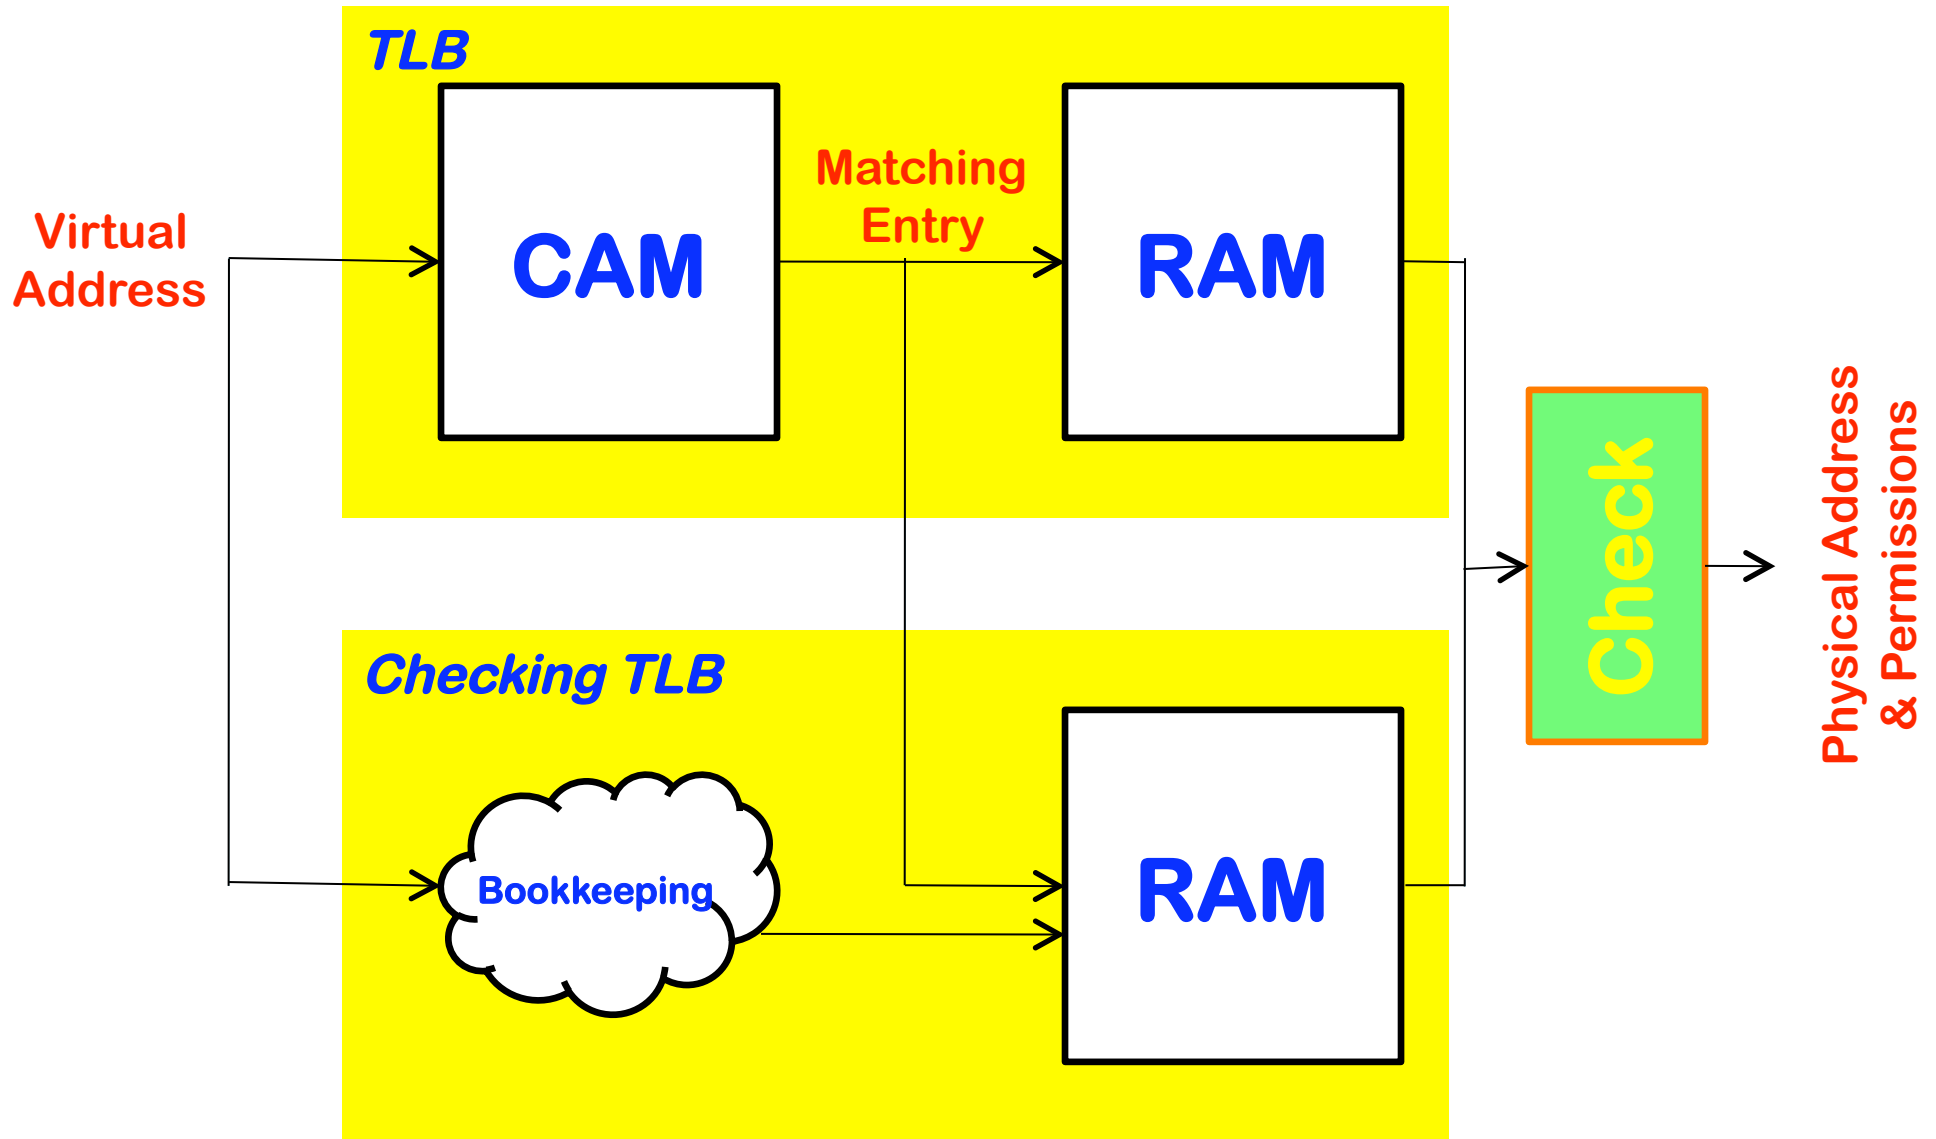 TLB
Virtual
Address
CAM
Matching
Entry
RAM
Check
Physical Address
& Permissions
Checking TLB
Bookkeeping
RAM